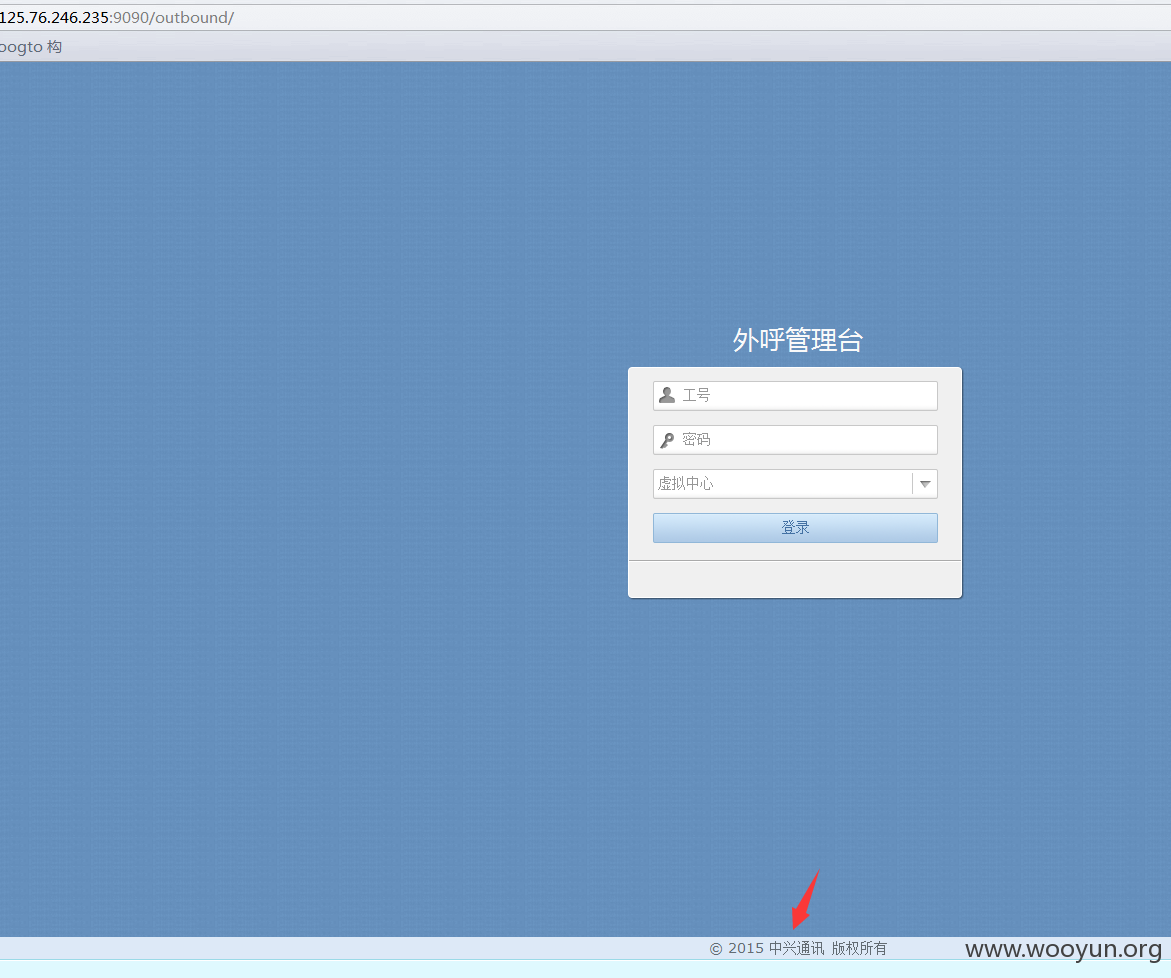 125.76.246.235:9090/outbound/
oogto 构
外呼管理台
工号
密码
虚拟中心
登录
© 2015 中兴通讯 版权所有
www.wooyun.org